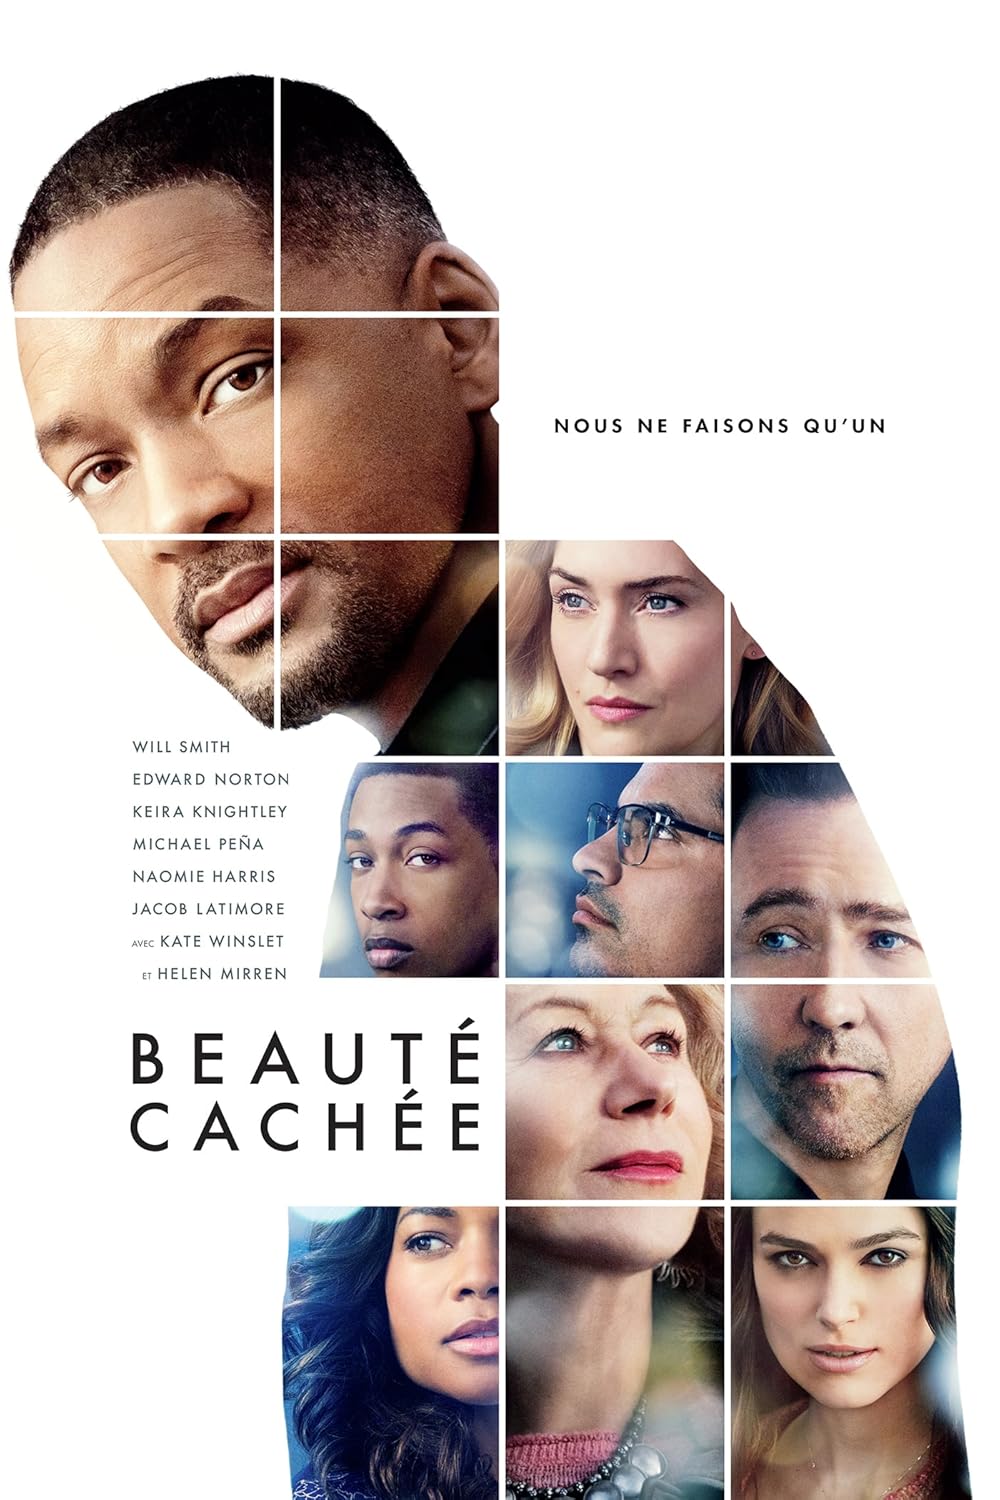 NOUS NE FAISONS QU'UN
WILL SMITH
EDWARD NORTON
KEIRA KNIGHTLEY
MICHAEL PEÑA
NAOMIE HARRIS
JACOB LATIMORE
AVEC KATE WINSLET
ET HELEN MIRREN
BEAUTÉ
CACHÉE